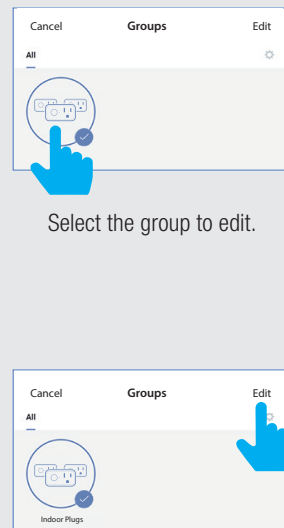 Cancel Groups Edit
All
Select the group to edit.
Cancel Groups Edit
All
Indoor Plugs